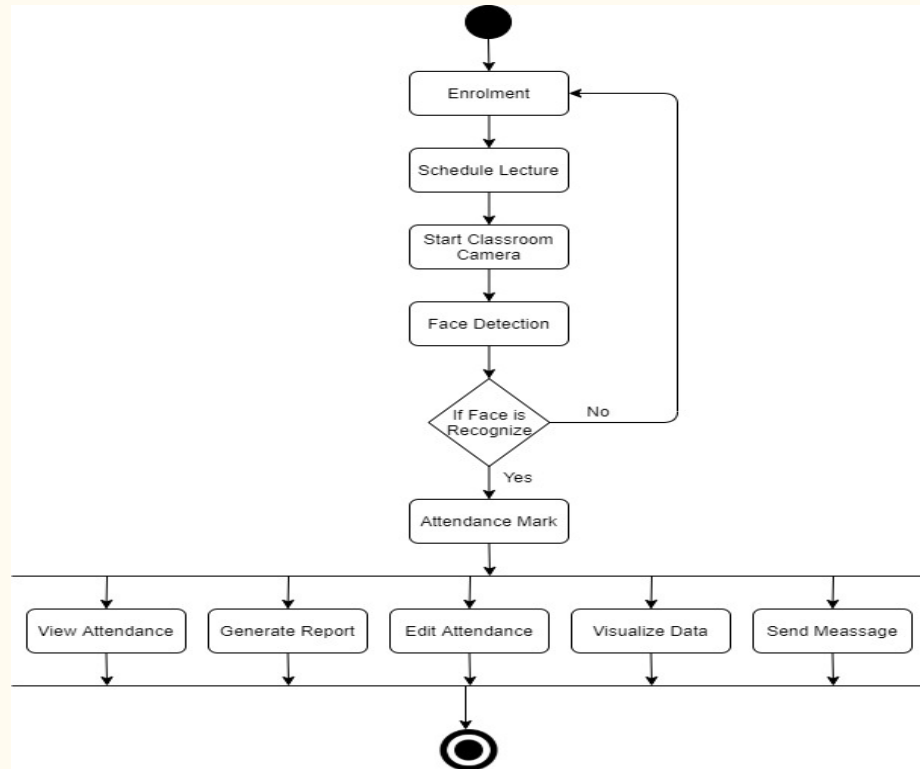 Enrolment
Schedule Lecture
Start Classroom
Camera
Face Detection
If Face is
Recognize
No
Yes
Attendance Mark
View Attendance
Generate Report
Edit Attendance
Visualize Data
Send Meassage